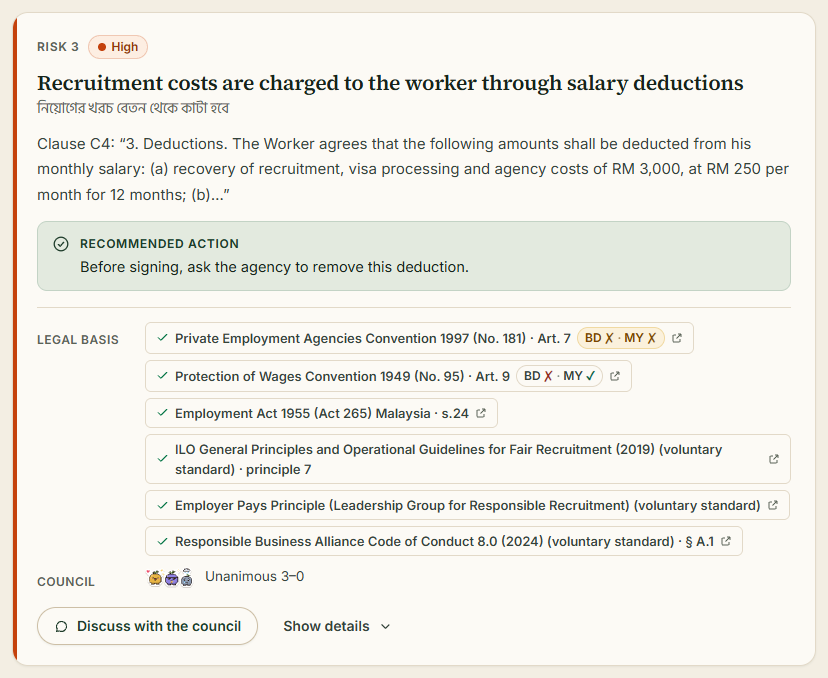 RISK 3 High
Recruitment costs are charged to the worker through salary deductions
নিয়োগের খরচ বেতন থেকে কাটা হবে
Clause C4: “3. Deductions. The Worker agrees that the following amounts shall be deducted from his
monthly salary: (a) recovery of recruitment, visa processing and agency costs of RM 3,000, at RM 250 per
month for 12 months; (b)…”
RECOMMENDED ACTION
Before signing, ask the agency to remove this deduction.
LEGAL BASIS
✓ Private Employment Agencies Convention 1997 (No. 181) · Art. 7 BD ✗ · MY ✗
✓ Protection of Wages Convention 1949 (No. 95) · Art. 9 BD ✗ · MY ✓
✓ Employment Act 1955 (Act 265) Malaysia · s.24
✓ ILO General Principles and Operational Guidelines for Fair Recruitment (2019) (voluntary
standard) · principle 7
✓ Employer Pays Principle (Leadership Group for Responsible Recruitment) (voluntary standard)
✓ Responsible Business Alliance Code of Conduct 8.0 (2024) (voluntary standard) · § A.1
COUNCIL Unanimous 3–0
Discuss with the council Show details